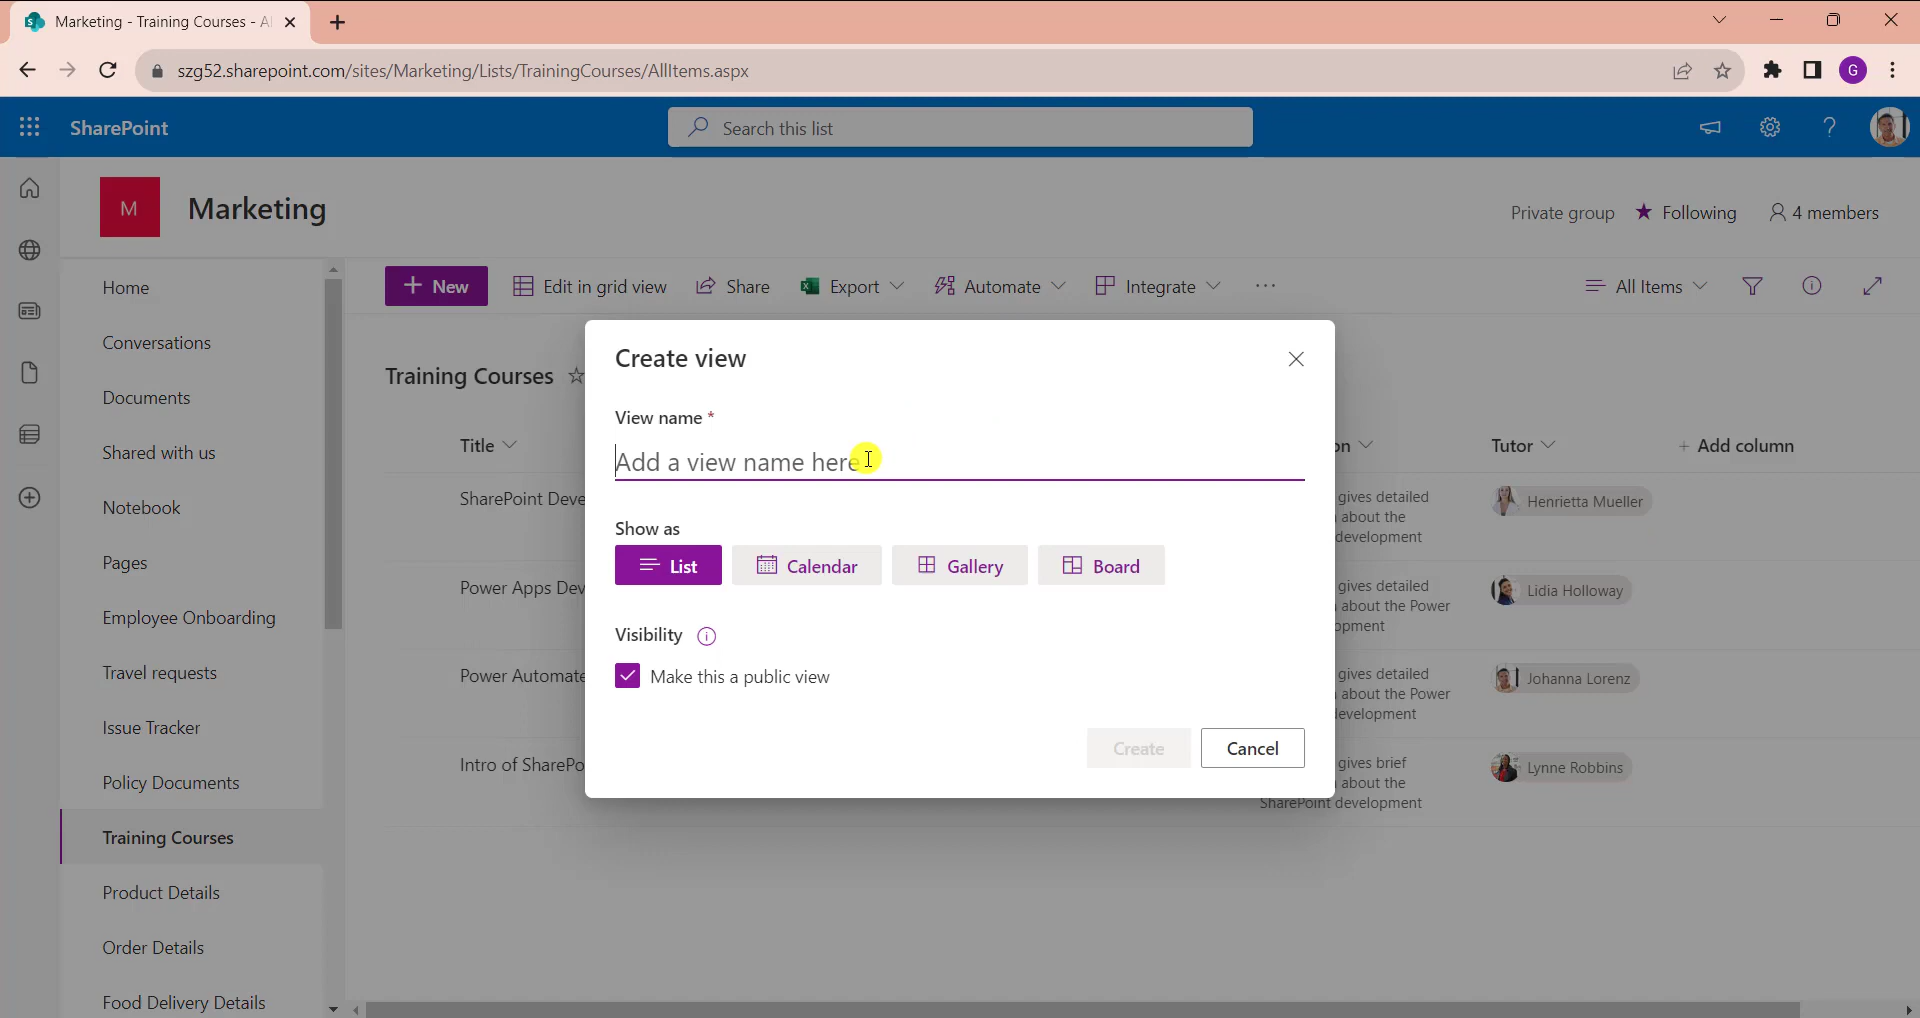 Marketing - Training Courses - Al
szg52.sharepoint.com/sites/Marketing/Lists/TrainingCourses/AllItems.aspx
G
SharePoint
Search this list
M
Marketing
Private group
Following
4 members
Home
Conversations
Documents
Shared with us
Notebook
Pages
Employee Onboarding
Travel requests
Issue Tracker
Policy Documents
Training Courses
Product Details
Order Details
Food Delivery Details
+ New
Edit in grid view
Share
Export
Automate
Integrate
...
All Items
Training Courses
Title
on
Tutor
+ Add column
SharePoint Deve
gives detailed
about the
development
Henrietta Mueller
Power Apps Dev
gives detailed
about the Power
opment
Lidia Holloway
Power Automate
gives detailed
about the Power
development
Johanna Lorenz
Intro of SharePo
gives brief
about the
SharePoint development
Lynne Robbins
Create view
View name *
Add a view name here
Show as
List
Calendar
Gallery
Board
Visibility
Make this a public view
Create
Cancel